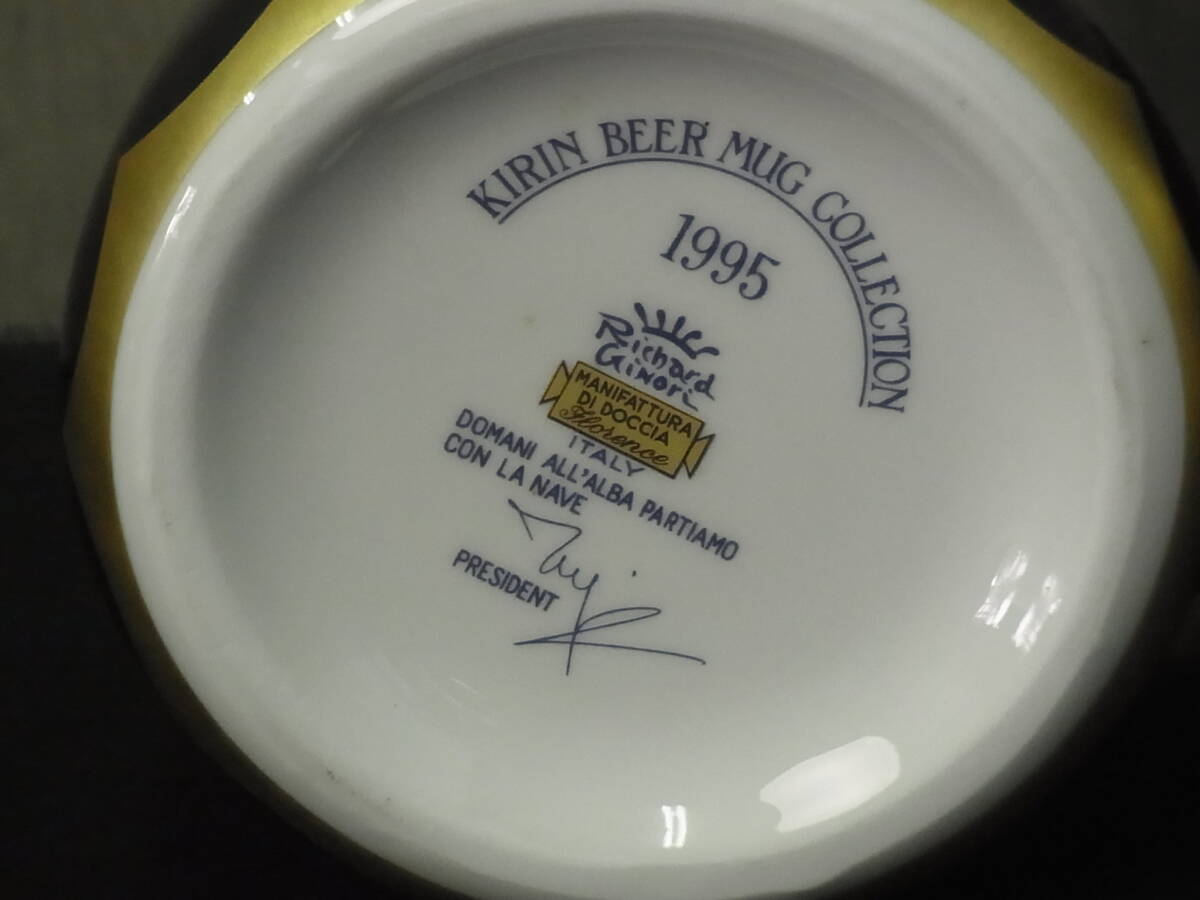 KIRIN BEER MUG COLLECTION
1995
Richard
Ginori
MANIFATTURA
DI DOCCIA
Florence
ITALY
DOMANI ALL'ALBA PARTIAMO
CON LA NAVE
PRESIDENT